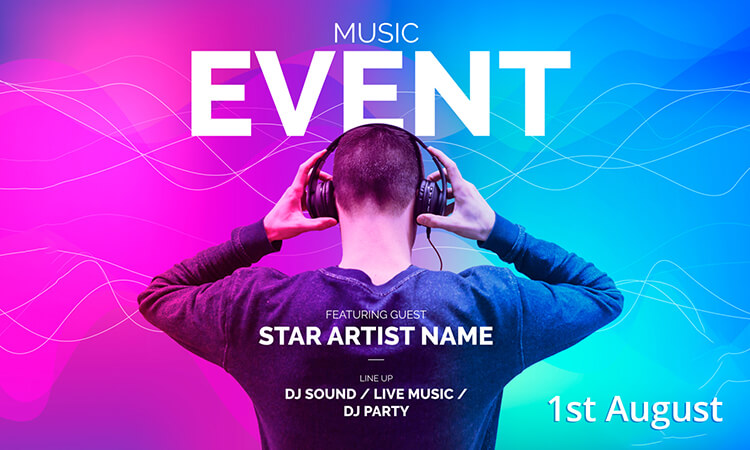 MUSIC
EVENT
FEATURING GUEST
STAR ARTIST NAME
LINE UP
DJ SOUND / LIVE MUSIC /
DJ PARTY
1st August